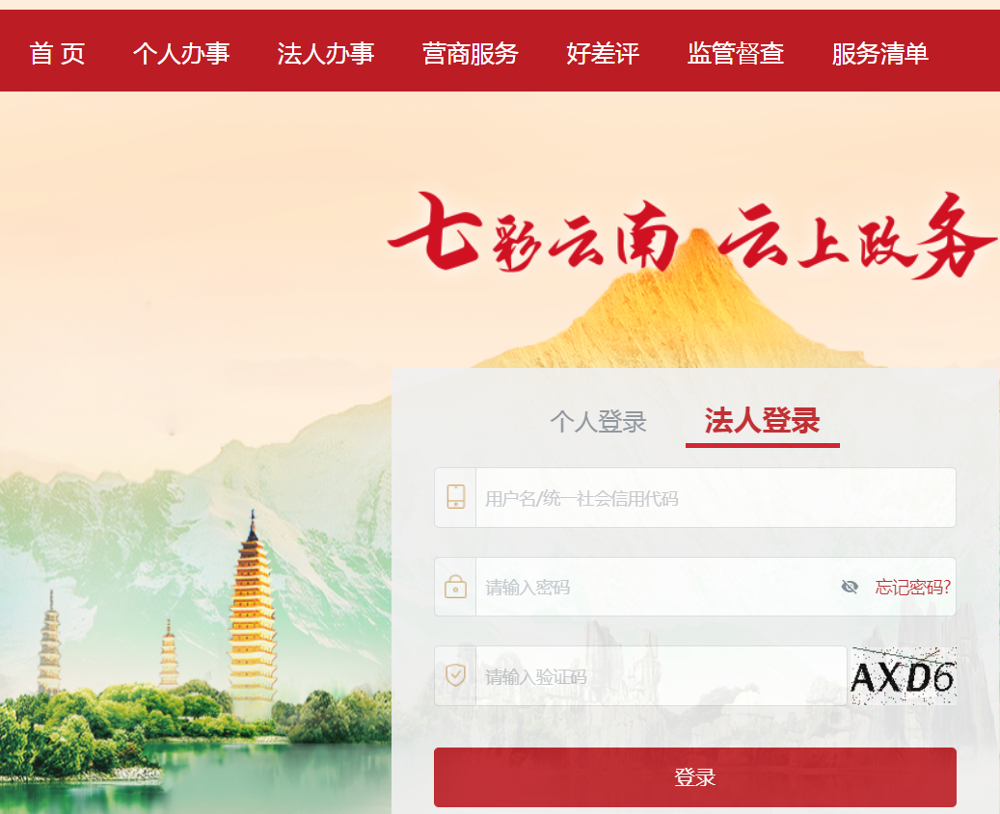 首 页 个人办事 法人办事 营商服务 好差评 监管督查 服务清单
七彩云南 云上政务
个人登录 法人登录
用户名/统一社会信用代码
请输入密码 忘记密码?
请输入验证码 AXD6
登录